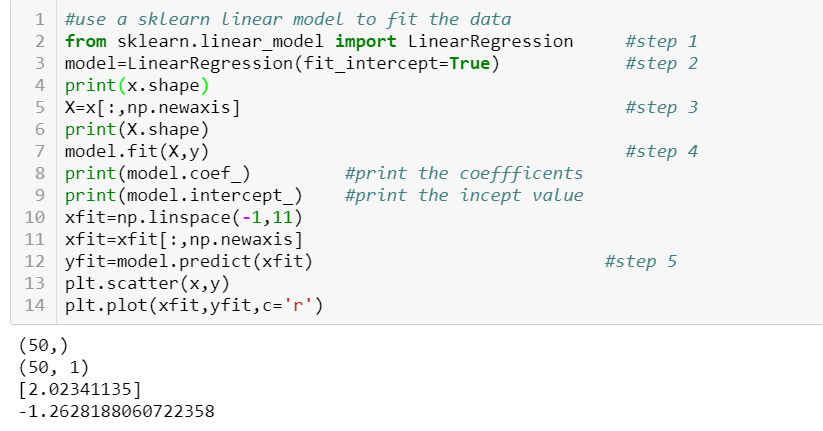 1 #use a sklearn linear model to fit the data
2 from sklearn.linear_model import LinearRegression #step 1
3 model=LinearRegression(fit_intercept=True) #step 2
4 print(x.shape)
5 X=x[:,np.newaxis] #step 3
6 print(X.shape)
7 model.fit(X,y) #step 4
8 print(model.coef_) #print the coeffficents
9 print(model.intercept_) #print the incept value
10 xfit=np.linspace(-1,11)
11 xfit=xfit[:,np.newaxis]
12 yfit=model.predict(xfit) #step 5
13 plt.scatter(x,y)
14 plt.plot(xfit,yfit,c='r')
(50,)
(50, 1)
[2.02341135]
-1.2628188060722358